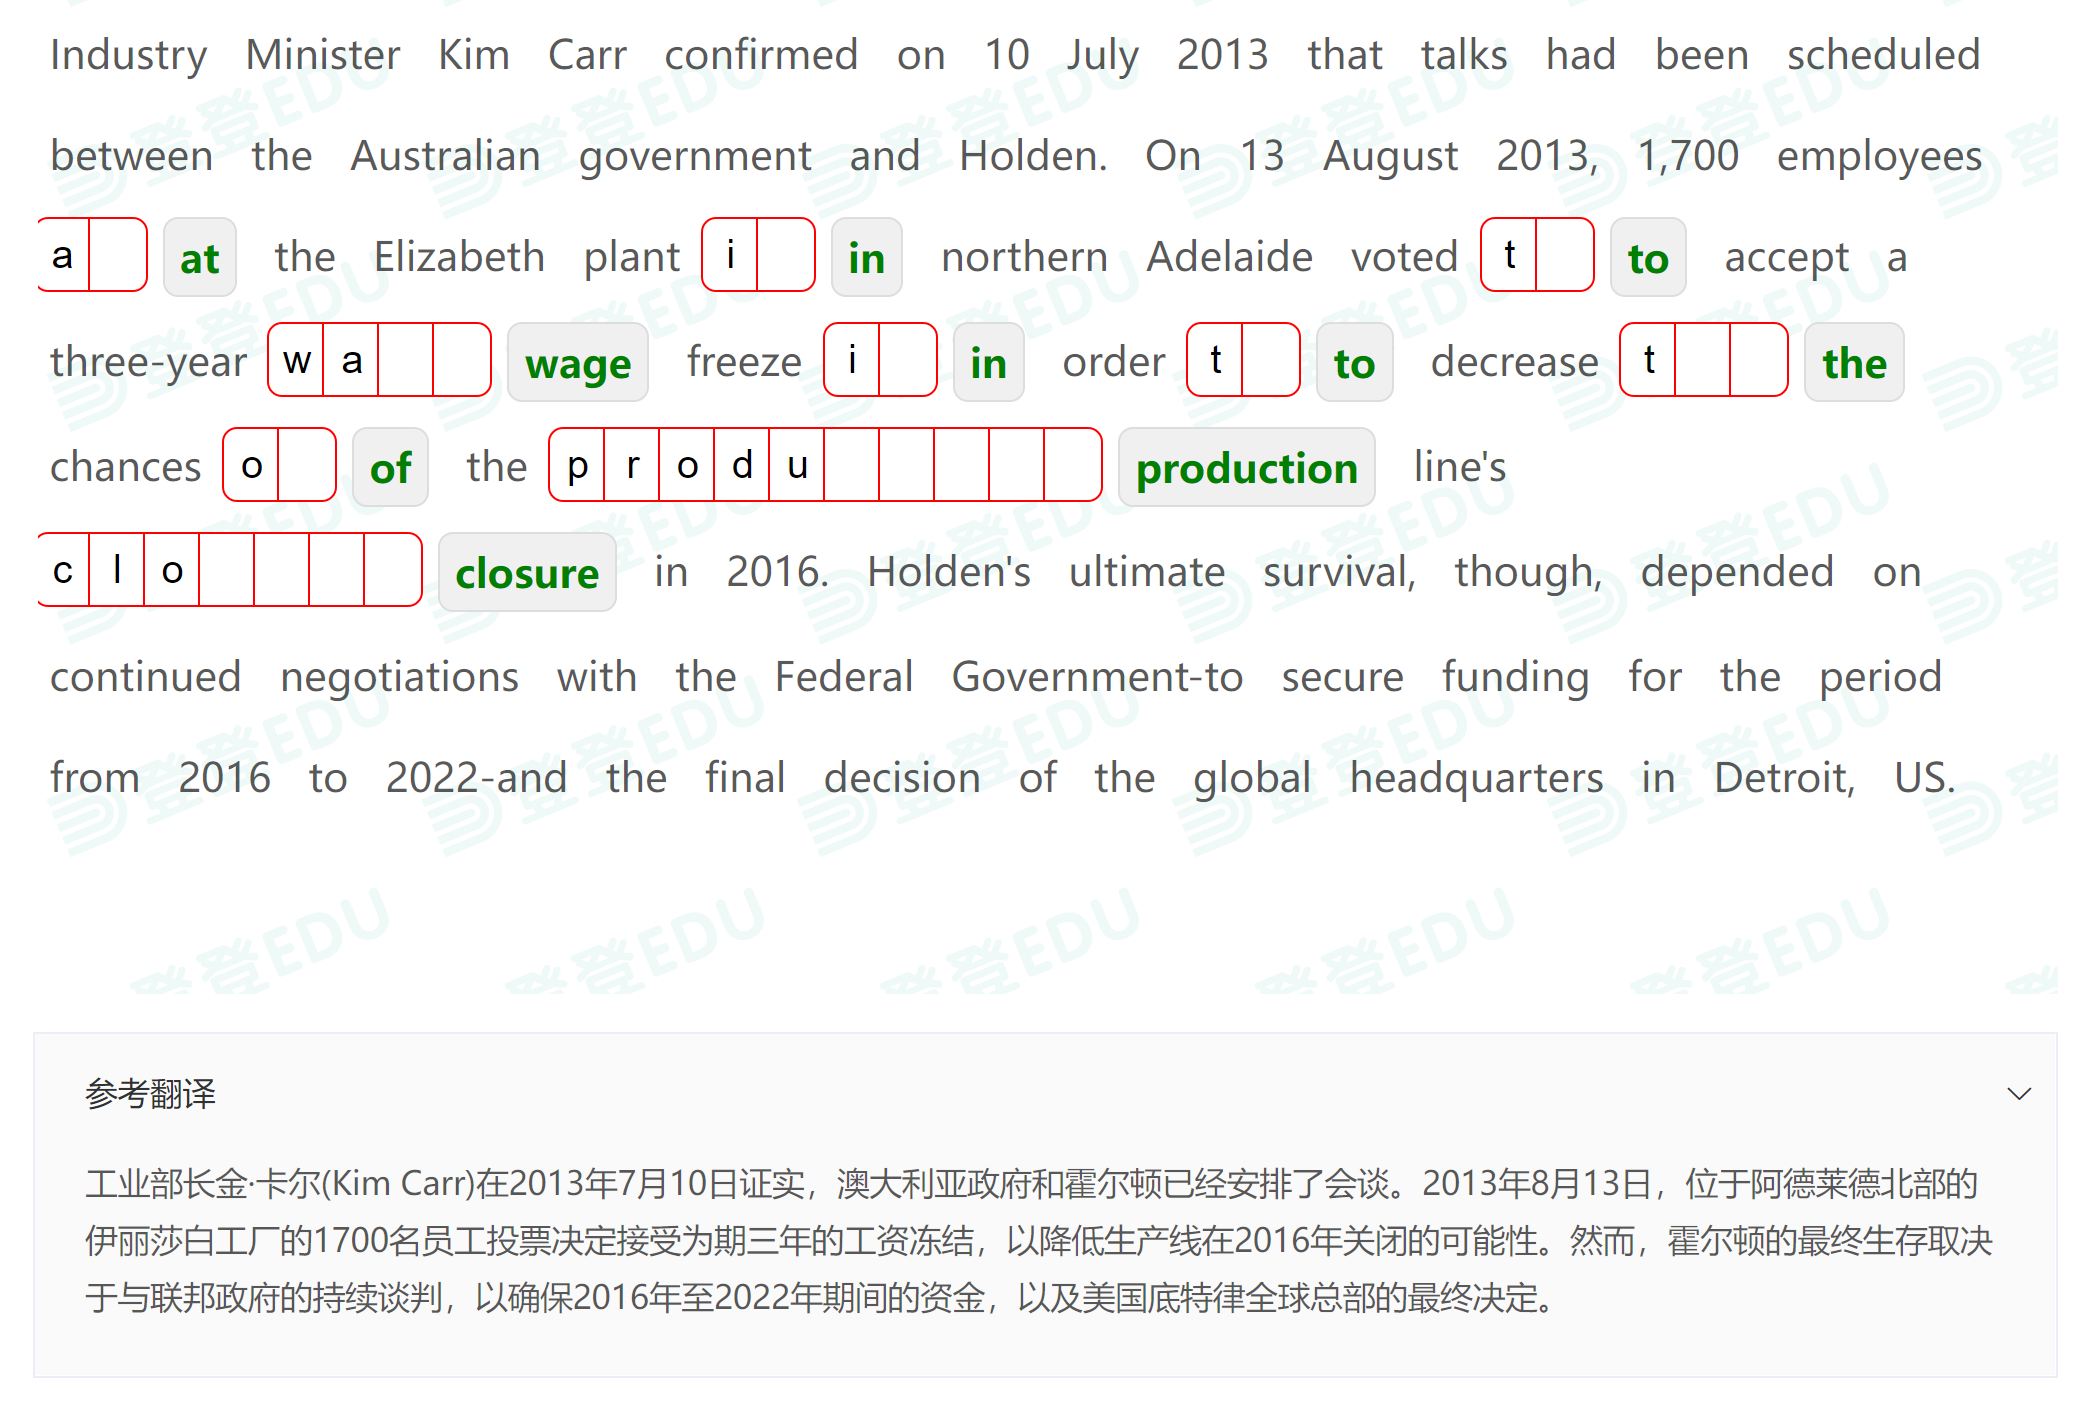 Industry Minister Kim Carr confirmed on 10 July 2013 that talks had been scheduled
between the Australian government and Holden. On 13 August 2013, 1,700 employees
a at the Elizabeth plant i in northern Adelaide voted t to accept a
three-year w a wage freeze i in order t to decrease t the
chances o of the p r o d u production line's
c l o closure in 2016. Holden's ultimate survival, though, depended on
continued negotiations with the Federal Government-to secure funding for the period
from 2016 to 2022-and the final decision of the global headquarters in Detroit, US.
登登EDU
参考翻译
工业部长金·卡尔(Kim Carr)在2013年7月10日证实，澳大利亚政府和霍尔顿已经安排了会谈。2013年8月13日，位于阿德莱德北部的
伊丽莎白工厂的1700名员工投票决定接受为期三年的工资冻结，以降低生产线在2016年关闭的可能性。然而，霍尔顿的最终生存取决
于与联邦政府的持续谈判，以确保2016年至2022年期间的资金，以及美国底特律全球总部的最终决定。